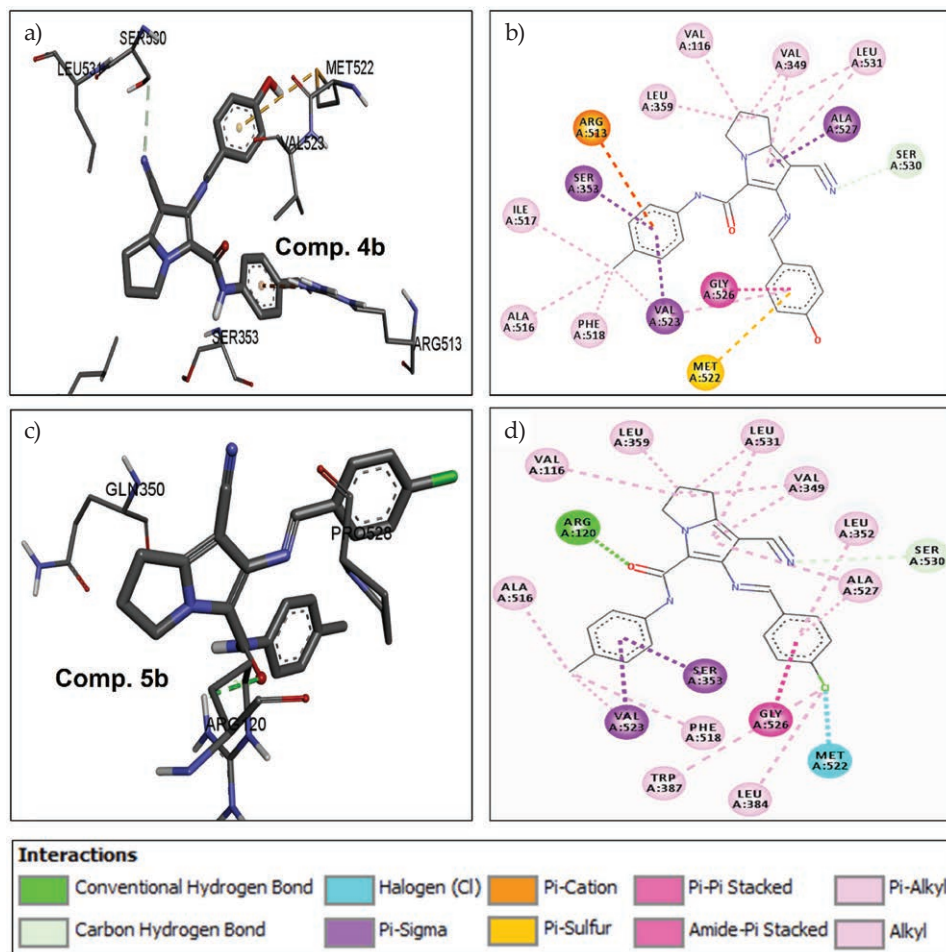 a)
SER530
LEU531
MET522
VAL523
Comp. 4b
SER353
ARG513
b)
VAL
A:116
VAL
A:349
LEU
A:531
LEU
A:359
ARG
A:513
ALA
A:527
SER
A:353
SER
A:530
ILE
A:517
GLY
A:526
ALA
A:516
PHE
A:518
VAL
A:523
MET
A:522
c)
GLN350
PRO528
Comp. 5b
ARG120
d)
LEU
A:359
LEU
A:531
VAL
A:116
VAL
A:349
ARG
A:120
LEU
A:352
SER
A:530
ALA
A:516
ALA
A:527
SER
A:353
VAL
A:523
PHE
A:518
GLY
A:526
MET
A:522
TRP
A:387
LEU
A:384
Interactions
Conventional Hydrogen Bond
Halogen (Cl)
Pi-Cation
Pi-Pi Stacked
Pi-Alkyl
Carbon Hydrogen Bond
Pi-Sigma
Pi-Sulfur
Amide-Pi Stacked
Alkyl